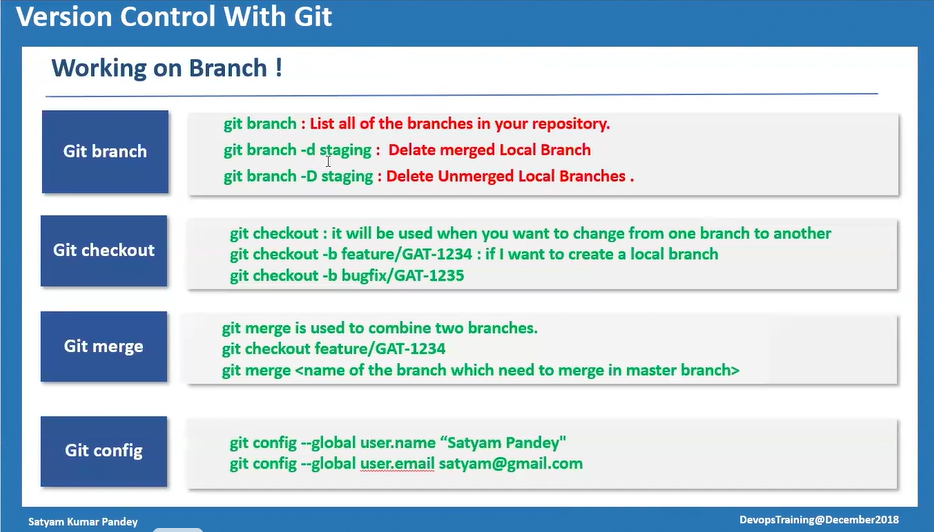 Version Control With Git
Working on Branch !
Git branch
git branch : List all of the branches in your repository.
git branch -d staging :  Delate merged Local Branch
git branch -D staging : Delete Unmerged Local Branches .
Git checkout
git checkout : it will be used when you want to change from one branch to another
git checkout -b feature/GAT-1234 : if I want to create a local branch
git checkout -b bugfix/GAT-1235
Git merge
git merge is used to combine two branches.
git checkout feature/GAT-1234
git merge <name of the branch which need to merge in master branch>
Git config
git config --global user.name “Satyam Pandey"
git config --global user.email satyam@gmail.com
Satyam Kumar Pandey
DevopsTraining@December2018